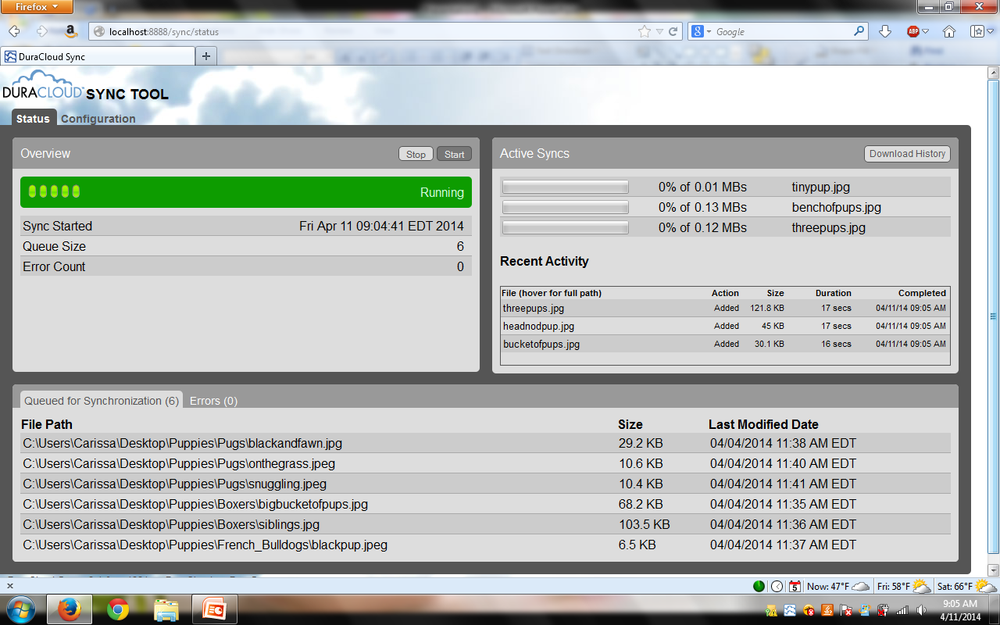 Firefox
localhost:8888/sync/status
Google
ABP
DuraCloud Sync
DURACLOUD SYNC TOOL
Status Configuration
Overview Stop Start
Running
Sync Started Fri Apr 11 09:04:41 EDT 2014
Queue Size 6
Error Count 0
Active Syncs Download History
0% of 0.01 MBs tinypup.jpg
0% of 0.13 MBs benchofpups.jpg
0% of 0.12 MBs threepups.jpg
Recent Activity
File (hover for full path) Action Size Duration Completed
threepups.jpg Added 121.8 KB 17 secs 04/11/14 09:05 AM
headnodpup.jpg Added 45 KB 17 secs 04/11/14 09:05 AM
bucketofpups.jpg Added 30.1 KB 16 secs 04/11/14 09:05 AM
Queued for Synchronization (6) Errors (0)
File Path Size Last Modified Date
C:\Users\Carissa\Desktop\Puppies\Pugs\blackandfawn.jpg 29.2 KB 04/04/2014 11:38 AM EDT
C:\Users\Carissa\Desktop\Puppies\Pugs\onthegrass.jpeg 10.6 KB 04/04/2014 11:40 AM EDT
C:\Users\Carissa\Desktop\Puppies\Pugs\snuggling.jpeg 10.4 KB 04/04/2014 11:41 AM EDT
C:\Users\Carissa\Desktop\Puppies\Boxers\bigbucketofpups.jpg 68.2 KB 04/04/2014 11:35 AM EDT
C:\Users\Carissa\Desktop\Puppies\Boxers\siblings.jpg 103.5 KB 04/04/2014 11:36 AM EDT
C:\Users\Carissa\Desktop\Puppies\French_Bulldogs\blackpup.jpeg 6.5 KB 04/04/2014 11:37 AM EDT
5 Now: 47°F Fri: 58°F Sat: 66°F
9:05 AM
4/11/2014